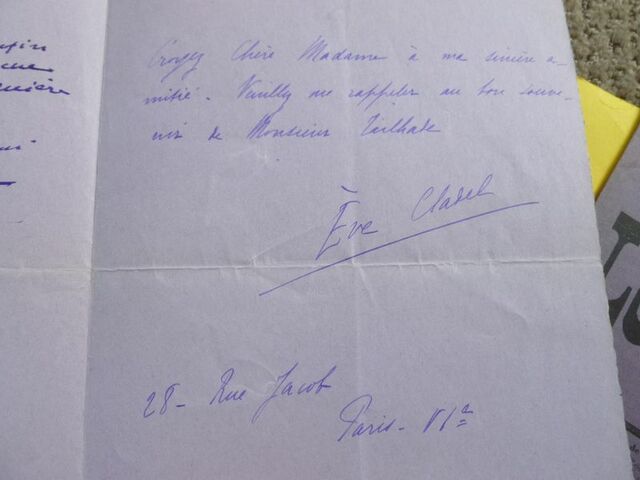 Croyez Chère Madame à ma sincère a-
mitié. Veuillez me rappeler au bon souve-
nir de Monsieur Tailhade
Ève Cladel
28 - Rue Jacob
Paris - VIe